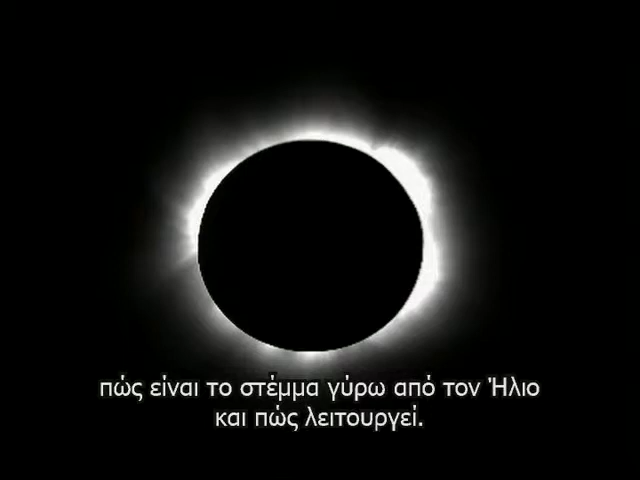 πώς είναι το στέμμα γύρω από τον Ήλιο
και πώς λειτουργεί.